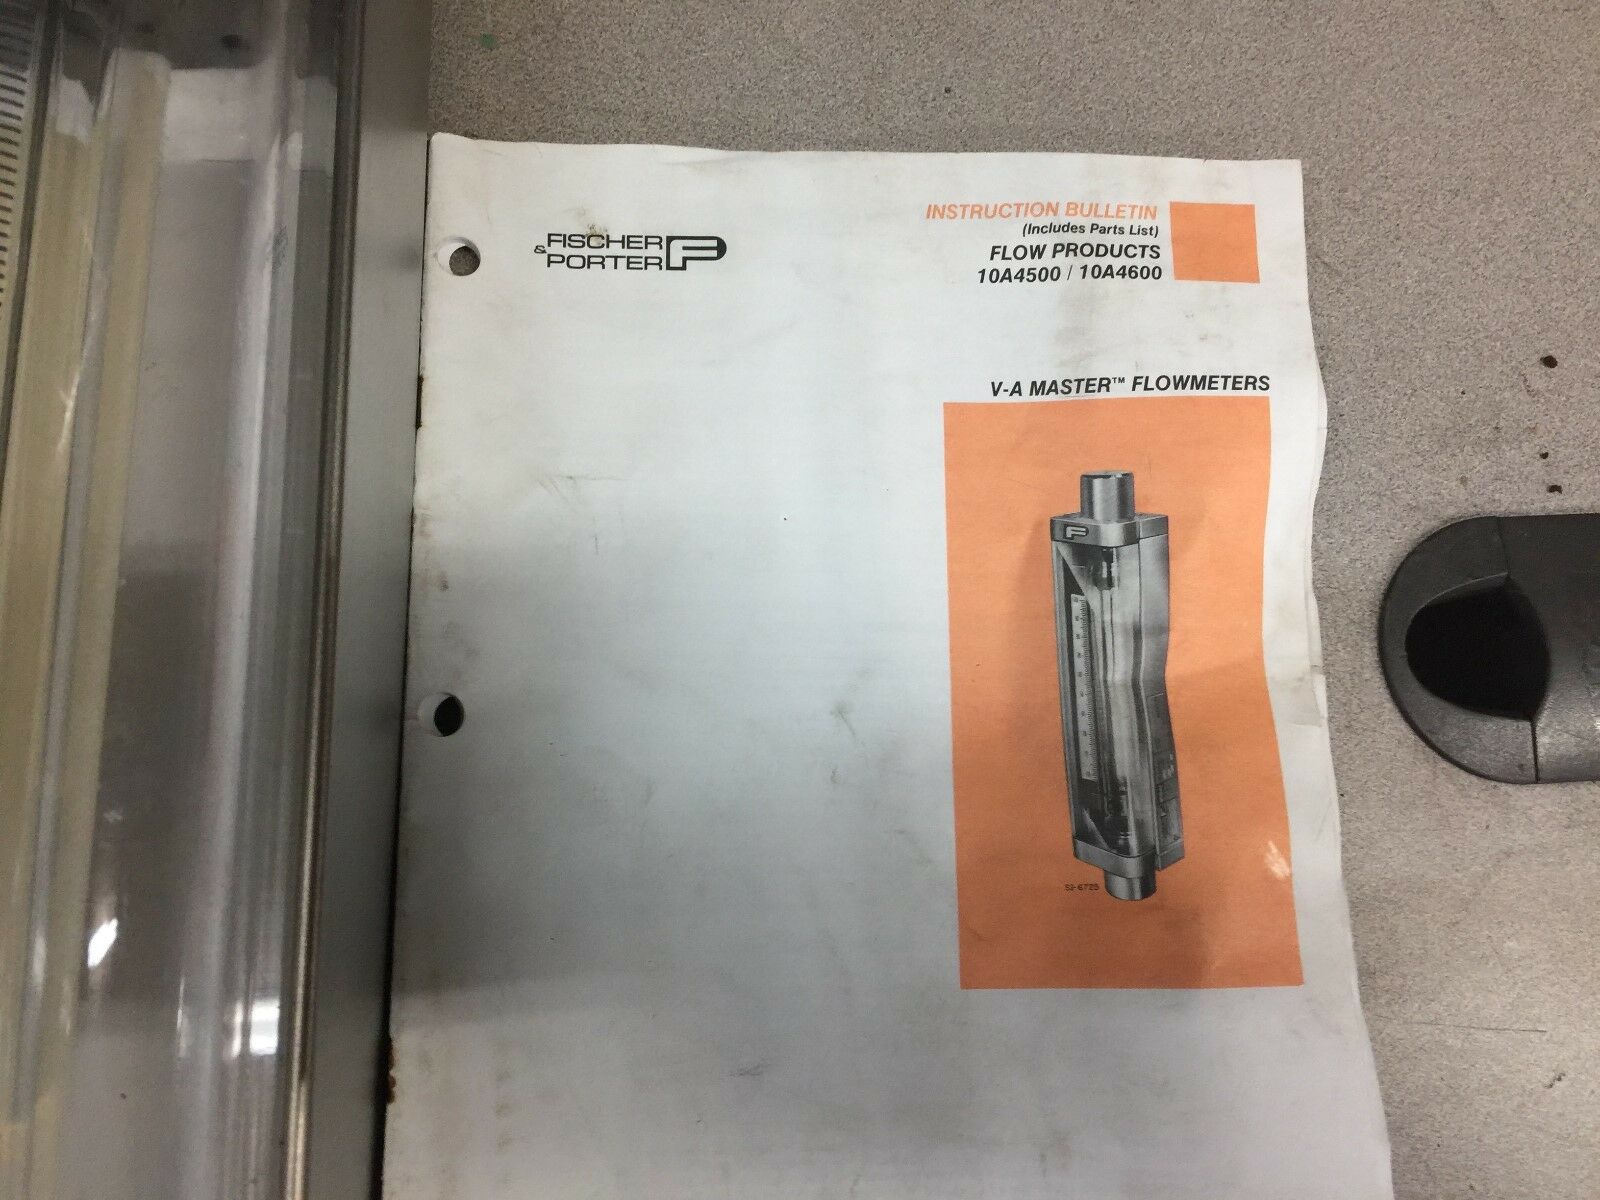 FISCHER
& PORTER
INSTRUCTION BULLETIN
(Includes Parts List)
FLOW PRODUCTS
10A4500 / 10A4600
V-A MASTER™ FLOWMETERS